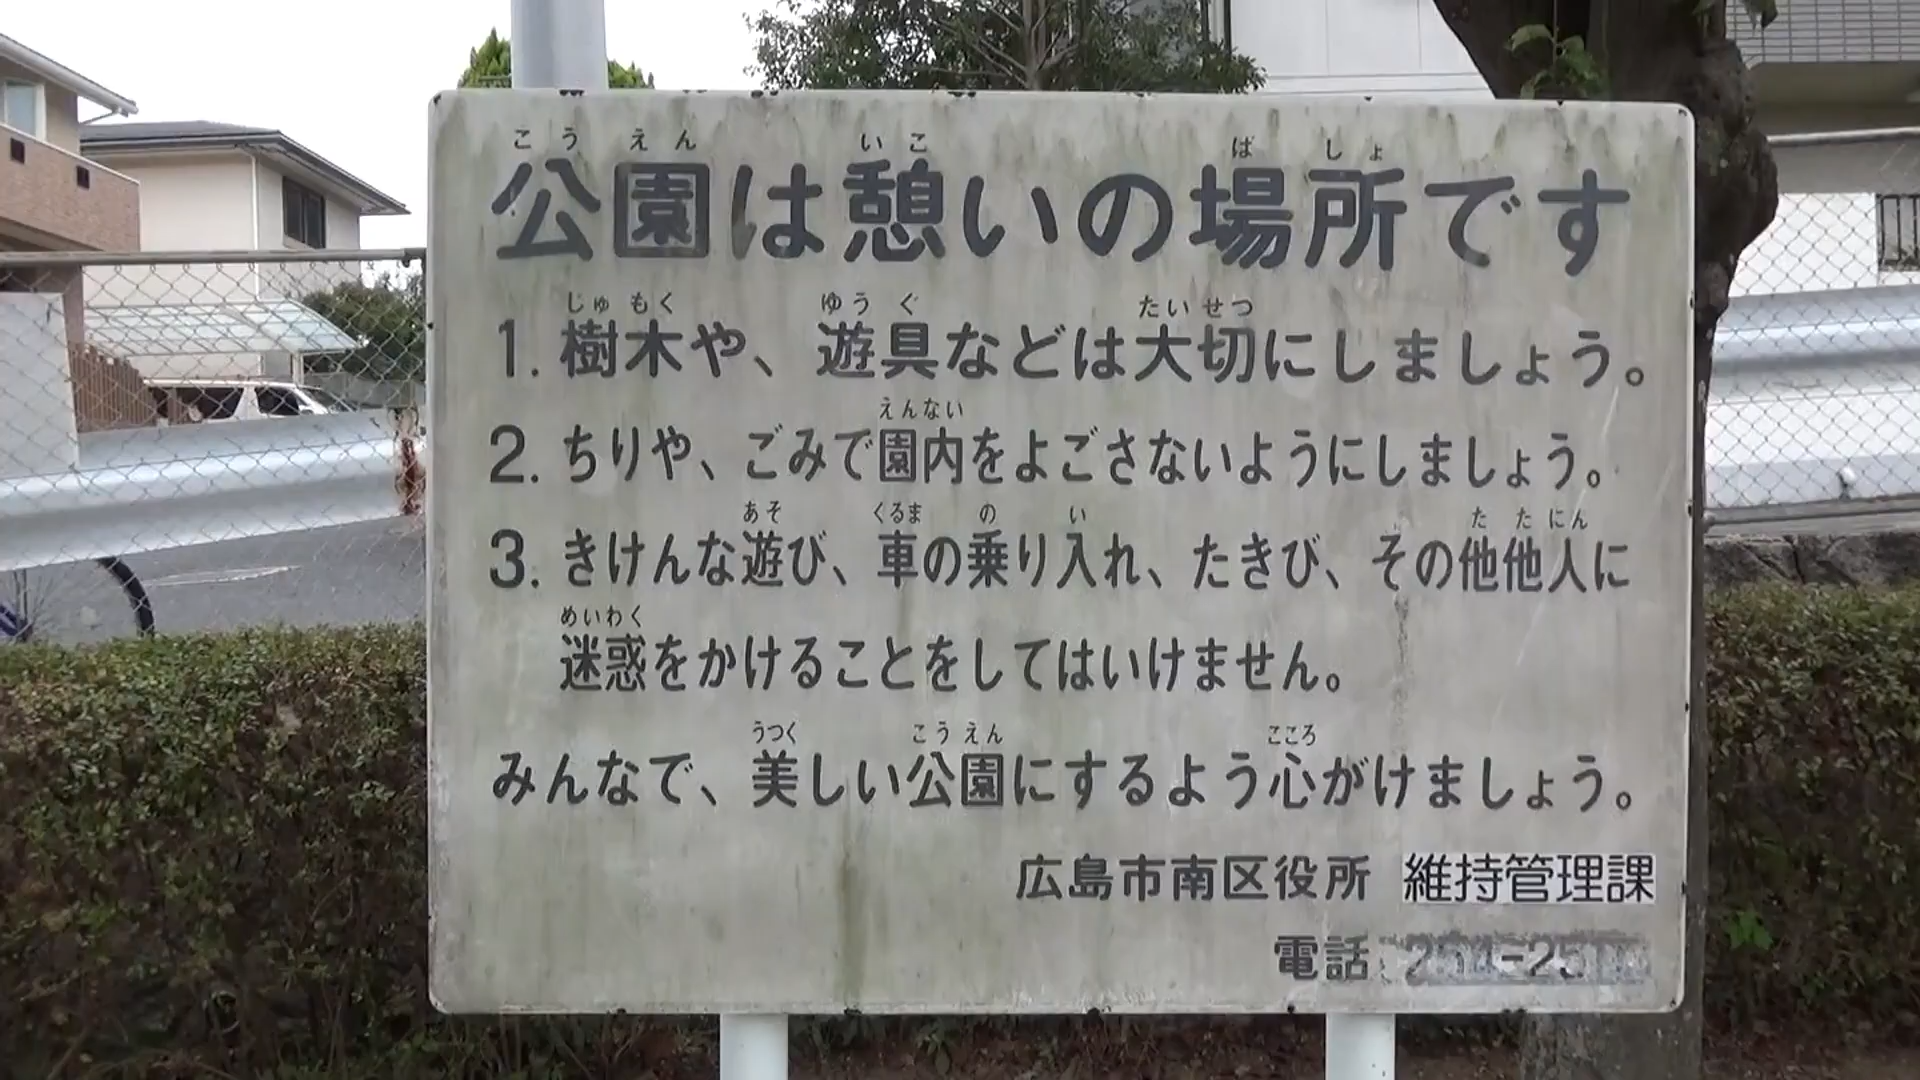 公園は憩いの場所です
1. 樹木や、遊具などは大切にしましょう。
2. ちりや、ごみで園内をよごさないようにしましょう。
3. きけんな遊び、車の乗り入れ、たきび、その他他人に
迷惑をかけることをしてはいけません。
みんなで、美しい公園にするよう心がけましょう。
広島市南区役所 維持管理課
電話